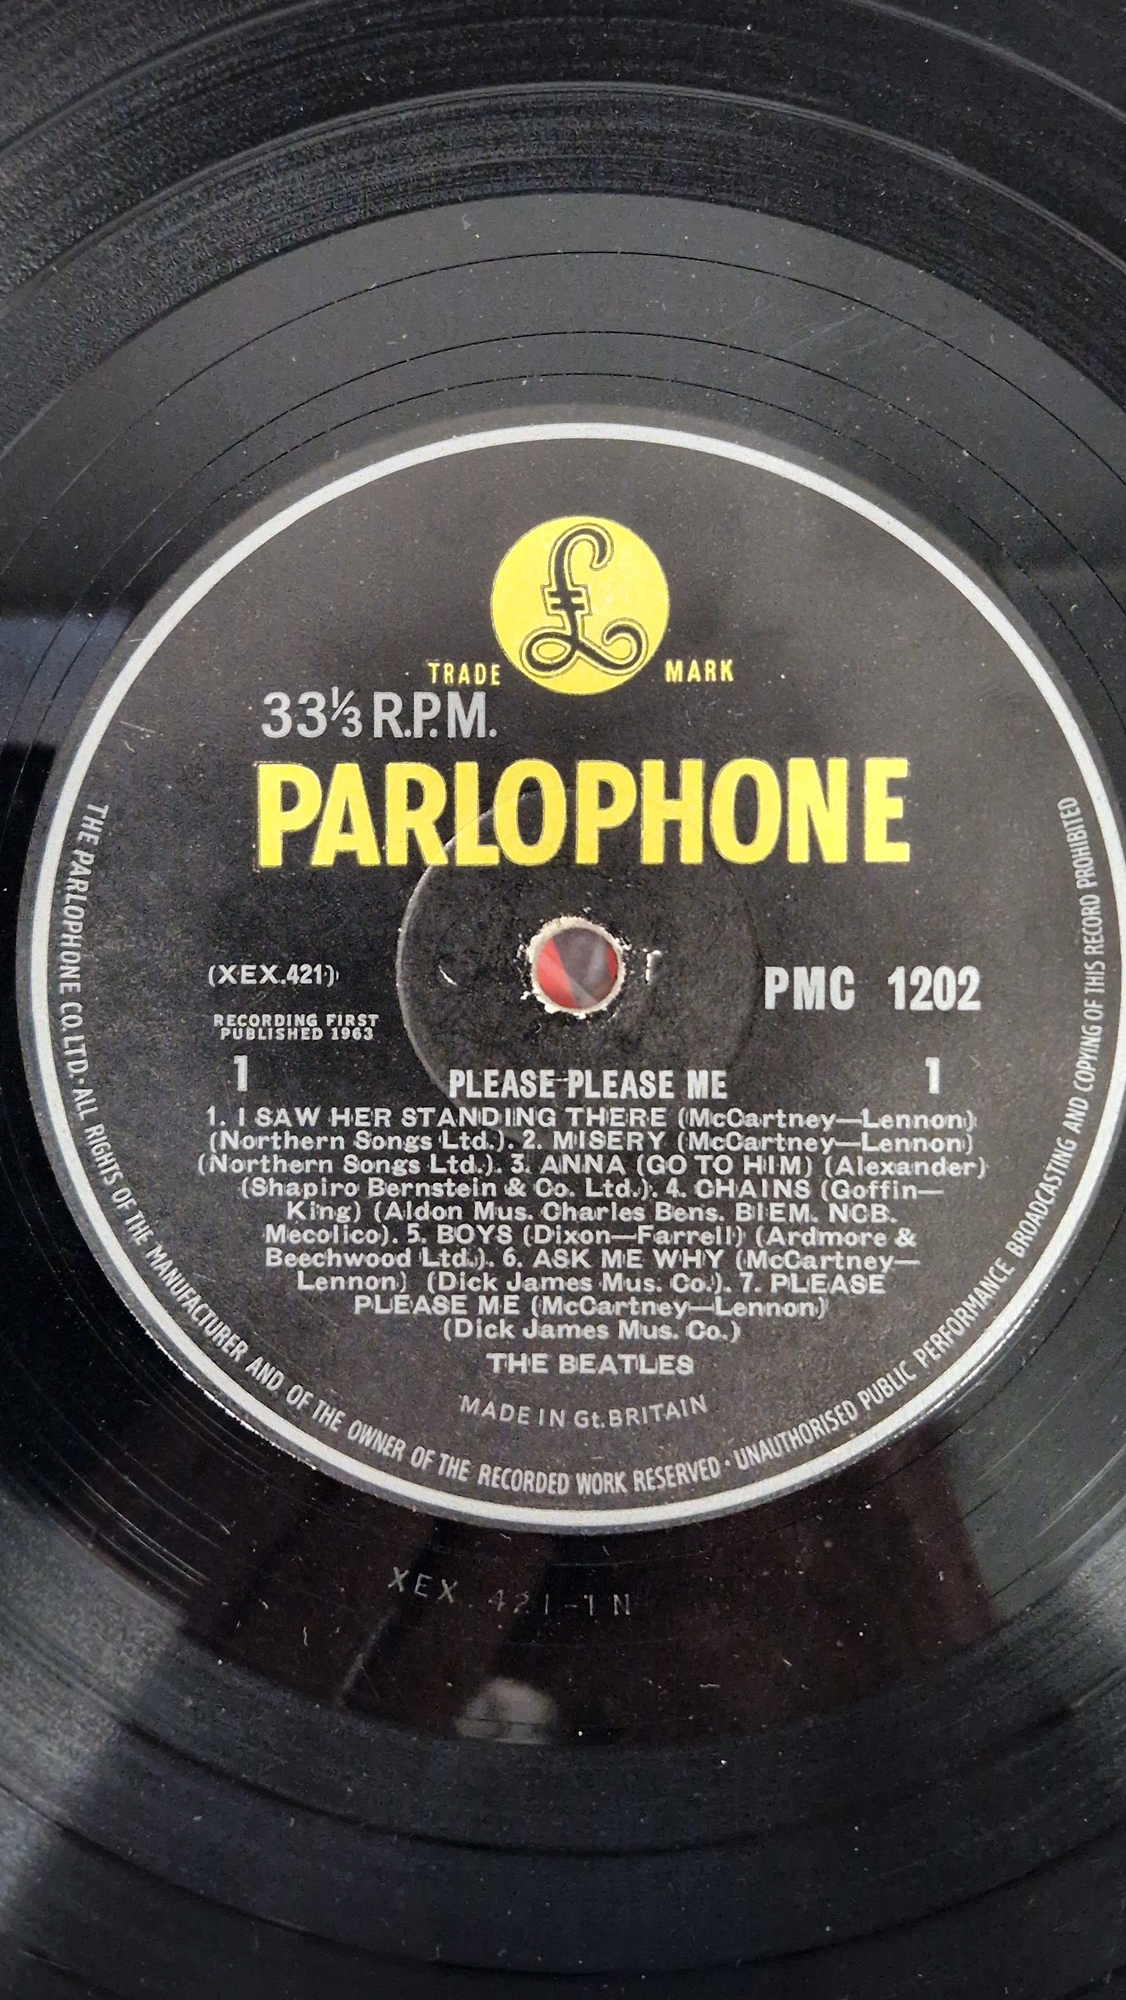 £
TRADE MARK
33⅓ R.P.M.
PARLOPHONE
(XEX.421)
PMC 1202
RECORDING FIRST
PUBLISHED 1963
1 PLEASE PLEASE ME 1
1. I SAW HER STANDING THERE (McCartney—Lennon)
(Northern Songs Ltd.). 2. MISERY (McCartney—Lennon)
(Northern Songs Ltd.). 3. ANNA (GO TO HIM) (Alexander)
(Shapiro Bernstein & Co. Ltd.). 4. CHAINS (Goffin—
King) (Aldon Mus. Charles Bens. BIEM. NCB.
Mecolico). 5. BOYS (Dixon—Farrell) (Ardmore &
Beechwood Ltd.). 6. ASK ME WHY (McCartney—
Lennon) (Dick James Mus. Co.). 7. PLEASE
PLEASE ME (McCartney—Lennon)
(Dick James Mus. Co.)
THE BEATLES
MADE IN Gt. BRITAIN
THE PARLOPHONE CO. LTD. · ALL RIGHTS OF THE MANUFACTURER AND OF THE OWNER OF THE RECORDED WORK RESERVED · UNAUTHORISED PUBLIC PERFORMANCE BROADCASTING AND COPYING OF THIS RECORD PROHIBITED
XEX 421-1N